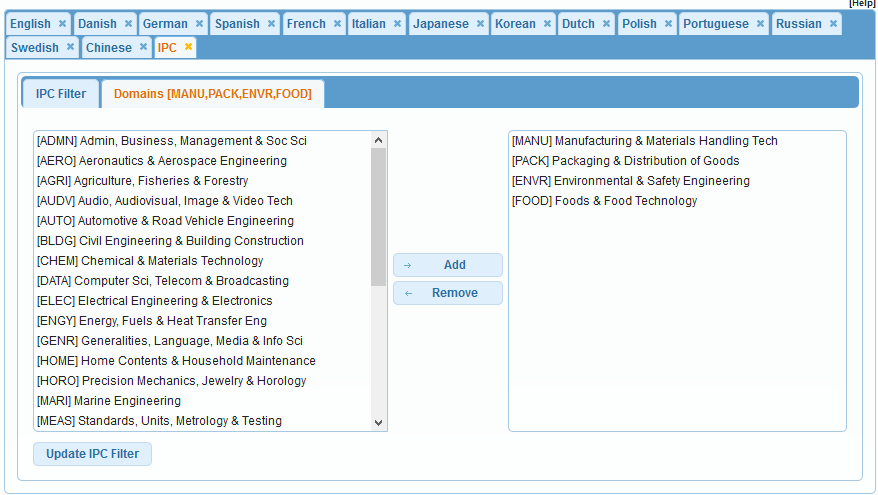 [Help]
English × Danish × German × Spanish × French × Italian × Japanese × Korean × Dutch × Polish × Portuguese × Russian ×
Swedish × Chinese × IPC ×
IPC Filter Domains [MANU,PACK,ENVR,FOOD]
[ADMN] Admin, Business, Management & Soc Sci
[AERO] Aeronautics & Aerospace Engineering
[AGRI] Agriculture, Fisheries & Forestry
[AUDV] Audio, Audiovisual, Image & Video Tech
[AUTO] Automotive & Road Vehicle Engineering
[BLDG] Civil Engineering & Building Construction
[CHEM] Chemical & Materials Technology
[DATA] Computer Sci, Telecom & Broadcasting
[ELEC] Electrical Engineering & Electronics
[ENGY] Energy, Fuels & Heat Transfer Eng
[GENR] Generalities, Language, Media & Info Sci
[HOME] Home Contents & Household Maintenance
[HORO] Precision Mechanics, Jewelry & Horology
[MARI] Marine Engineering
[MEAS] Standards, Units, Metrology & Testing
→ Add
← Remove
[MANU] Manufacturing & Materials Handling Tech
[PACK] Packaging & Distribution of Goods
[ENVR] Environmental & Safety Engineering
[FOOD] Foods & Food Technology
Update IPC Filter